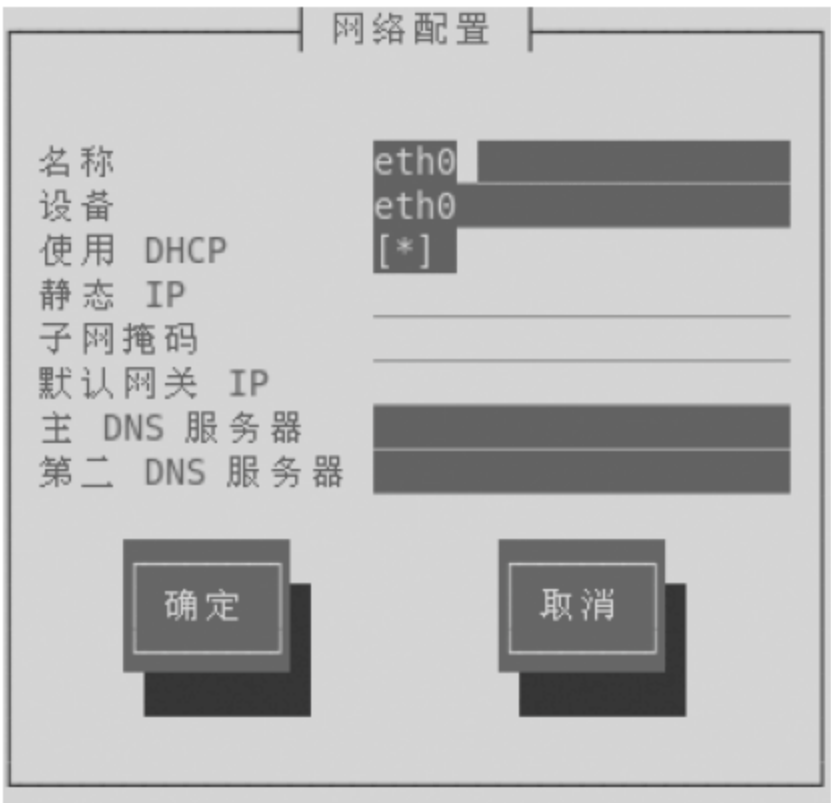 网络配置
名称 eth0
设备 eth0
使用 DHCP [*]
静态 IP
子网掩码
默认网关 IP
主 DNS 服务器
第二 DNS 服务器
确定 取消